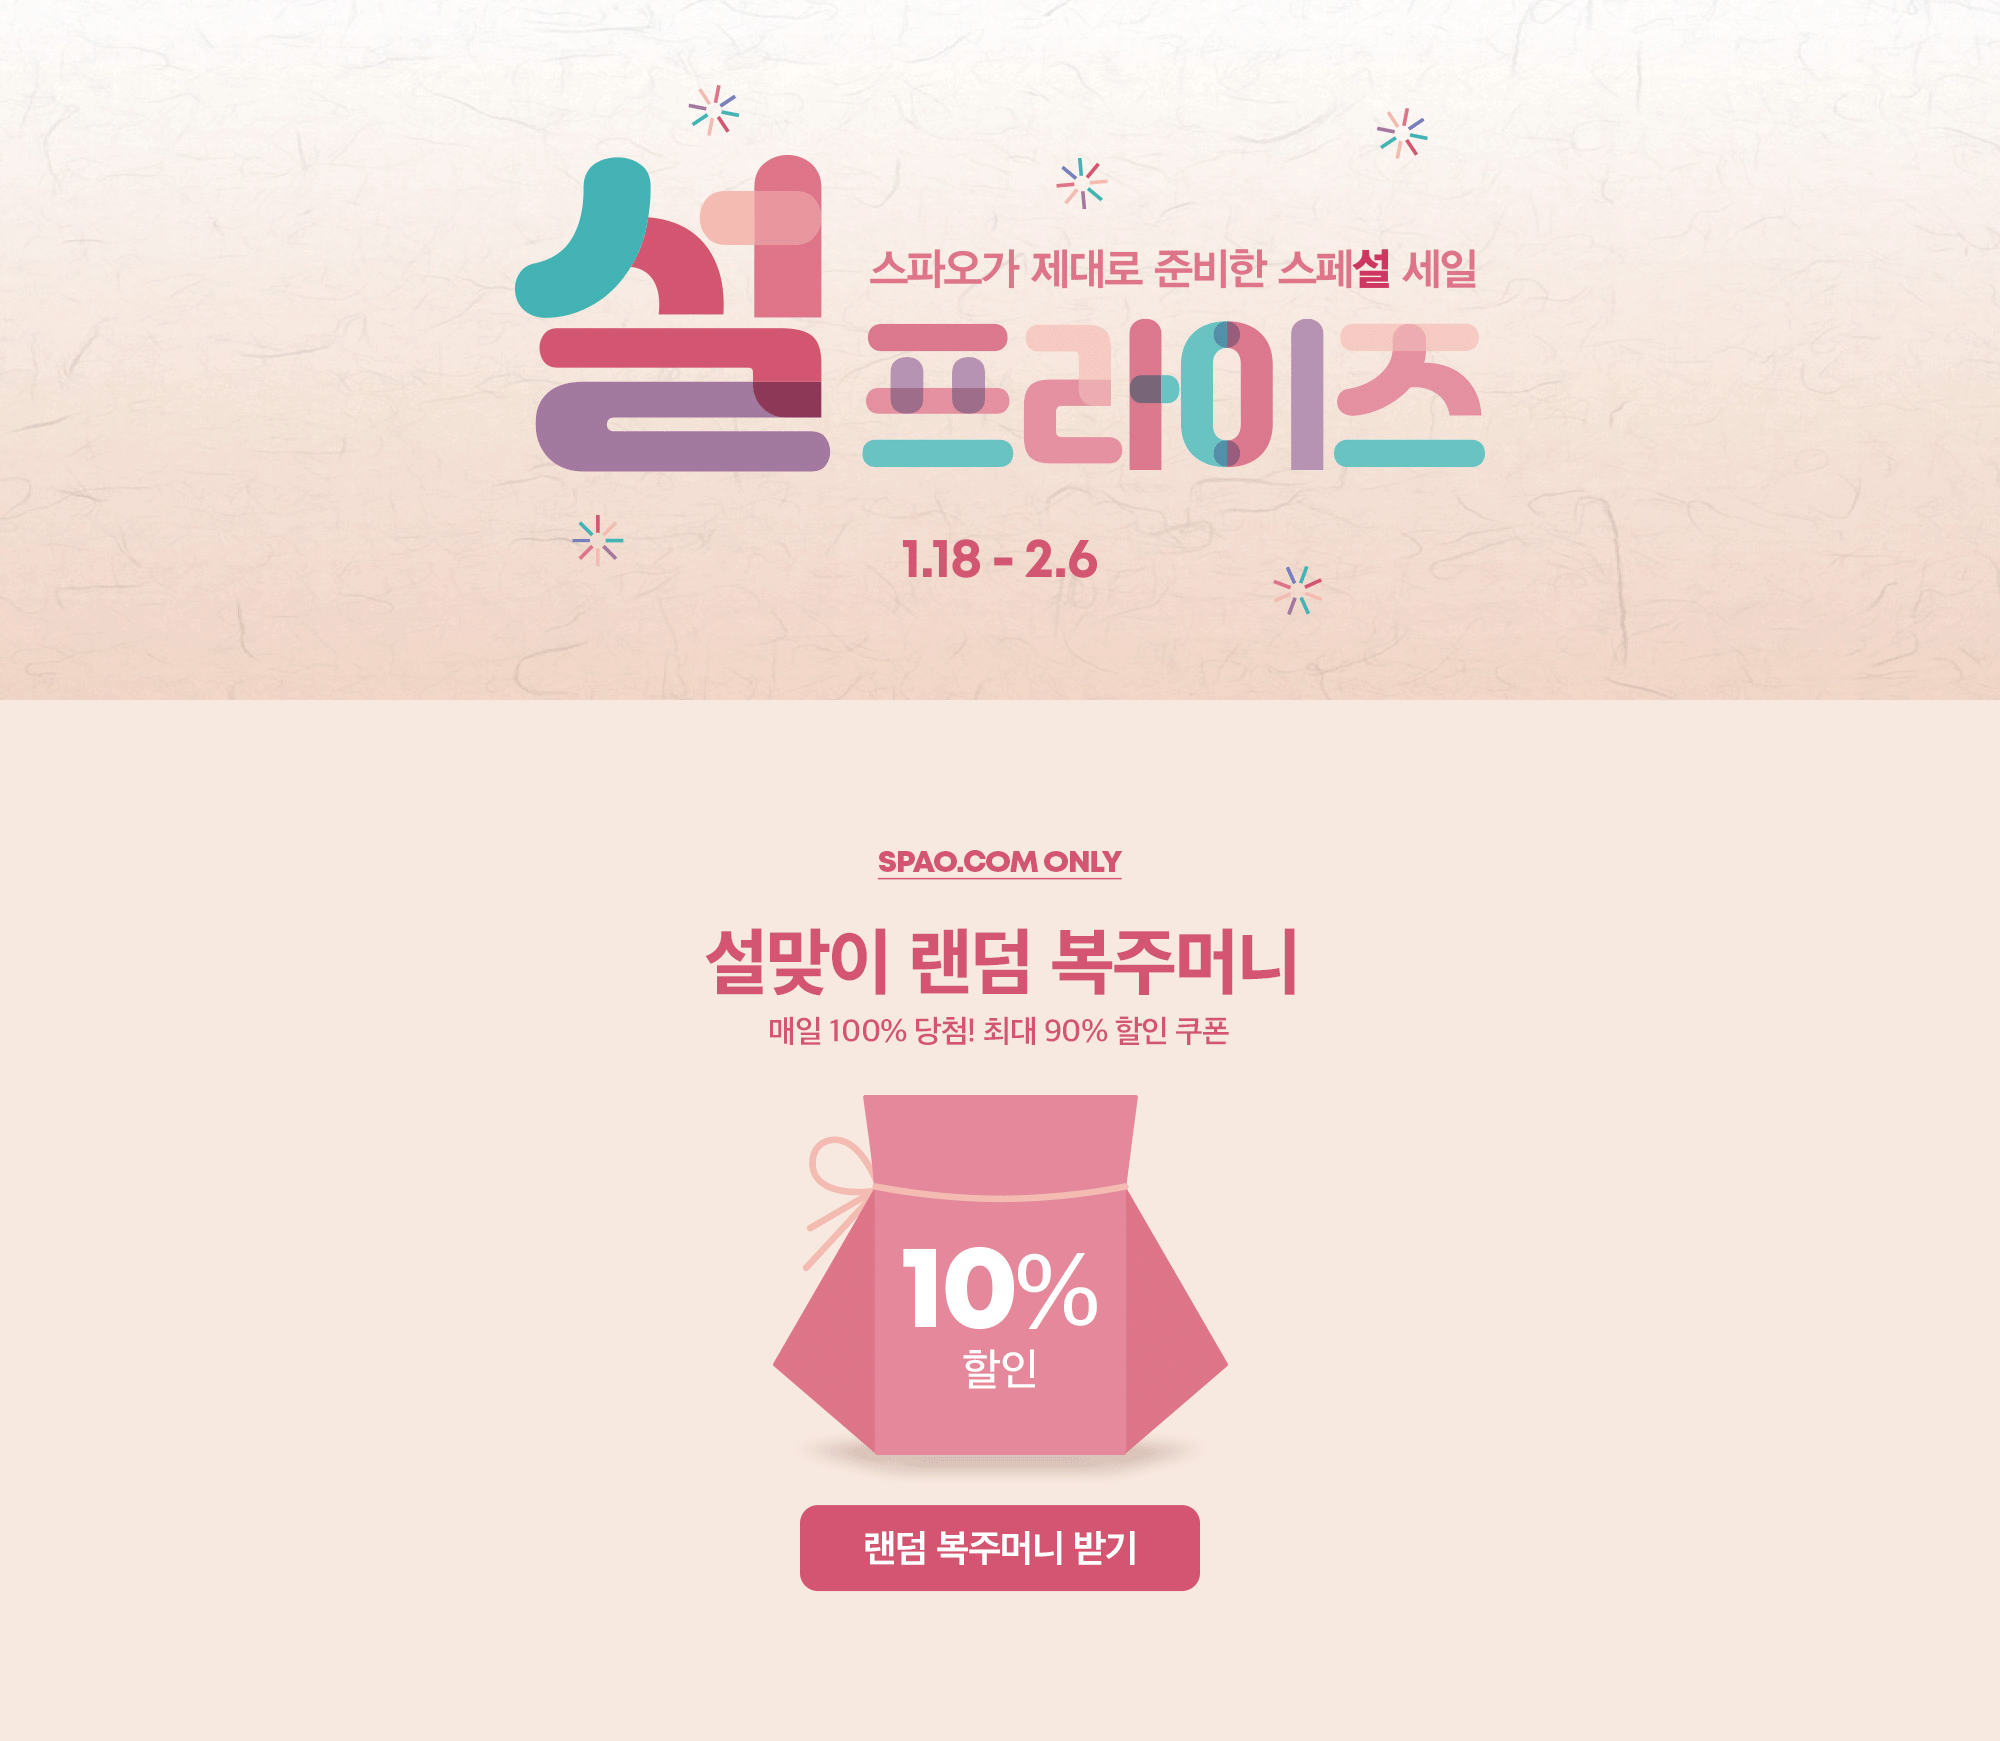 스파오가 제대로 준비한 스페설 세일
설프라이즈
1.18 - 2.6
SPAO.COM ONLY
설맞이 랜덤 복주머니
매일 100% 당첨! 최대 90% 할인 쿠폰
10%
할인
랜덤 복주머니 받기